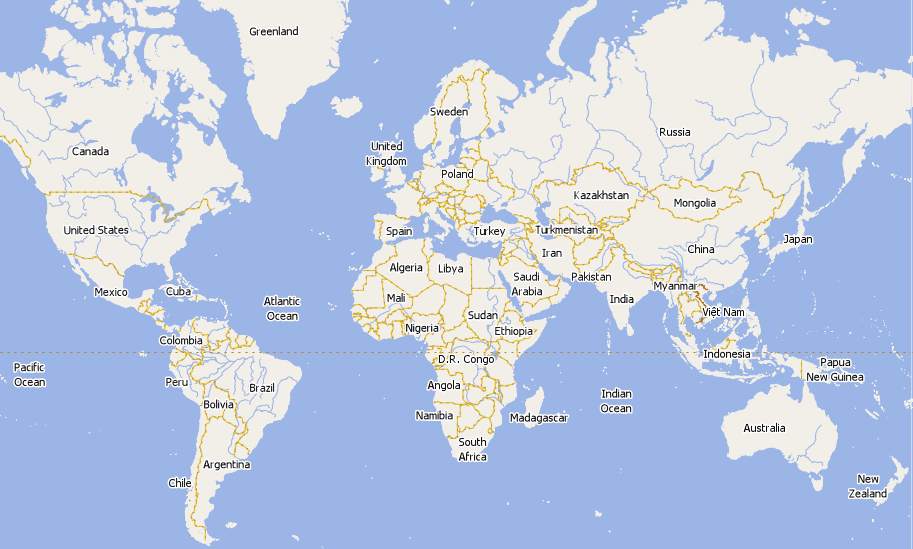 Greenland
Sweden
Canada
United
Kingdom
Russia
Poland
Kazakhstan
Mongolia
United States
Spain
Turkey
Turkmenistan
Japan
China
Iran
Algeria
Libya
Saudi
Arabia
Pakistan
Mexico
Cuba
Atlantic
Ocean
Mali
Myanmar
India
Sudan
Việt Nam
Nigeria
Ethiopia
Colombia
D.R. Congo
Indonesia
Pacific
Ocean
Papua
New Guinea
Peru
Brazil
Angola
Bolivia
Indian
Ocean
Namibia
Madagascar
Australia
South
Africa
Argentina
Chile
New
Zealand